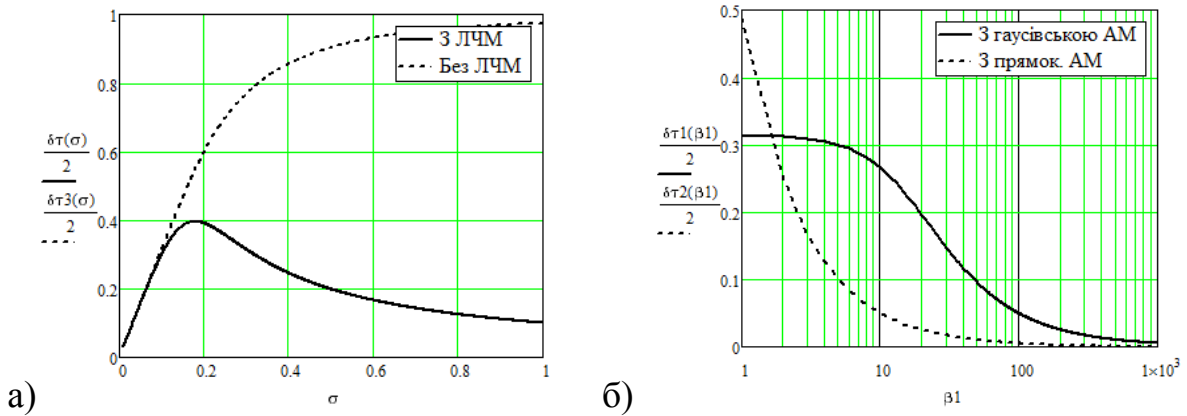 З ЛЧМ
Без ЛЧМ
δτ(σ)
2
δτ3(σ)
2
1
0.8
0.6
0.4
0.2
0
0 0.2 0.4 0.6 0.8 1
σ
а)
З гаусівською АМ
З прямок. АМ
δτ1(β1)
2
δτ2(β1)
2
0.5
0.4
0.3
0.2
0.1
0
1 10 100 1×10³
β1
б)